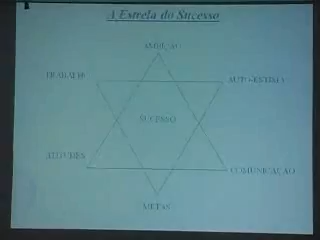 A Estrela do Sucesso
AMBIÇÃO
TRABALHO
AUTO-ESTIMA
SUCESSO
ATITUDES
COMUNICAÇÃO
METAS